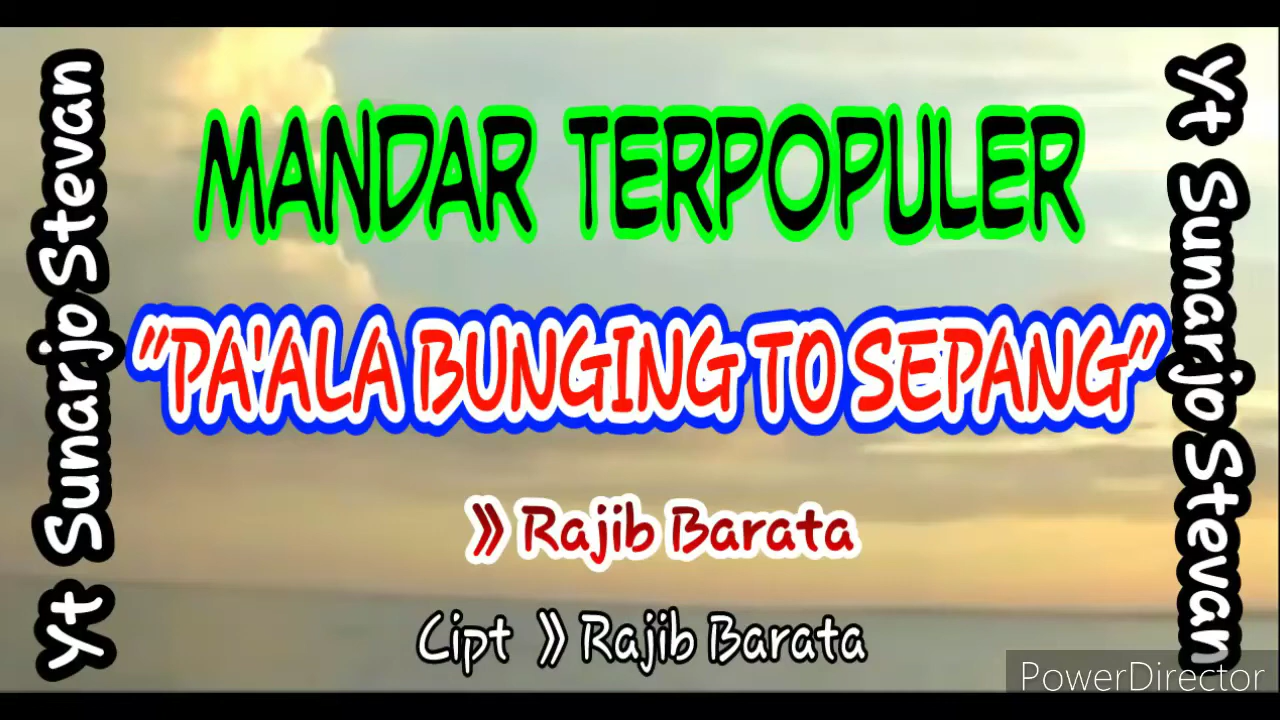 MANDAR TERPOPULER
"PA'ALA BUNGING TO SEPANG"
》Rajib Barata
Cipt 》Rajib Barata
Yt Sunarjo Stevan
Yt Sunarjo Stevan
PowerDirector